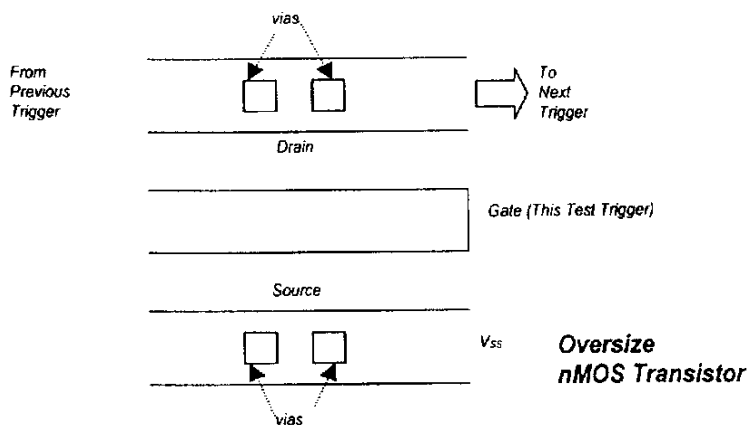 vias
From
Previous
Trigger
To
Next
Trigger
Drain
Gate (This Test Trigger)
Source
Vss
Oversize
nMOS Transistor
vias